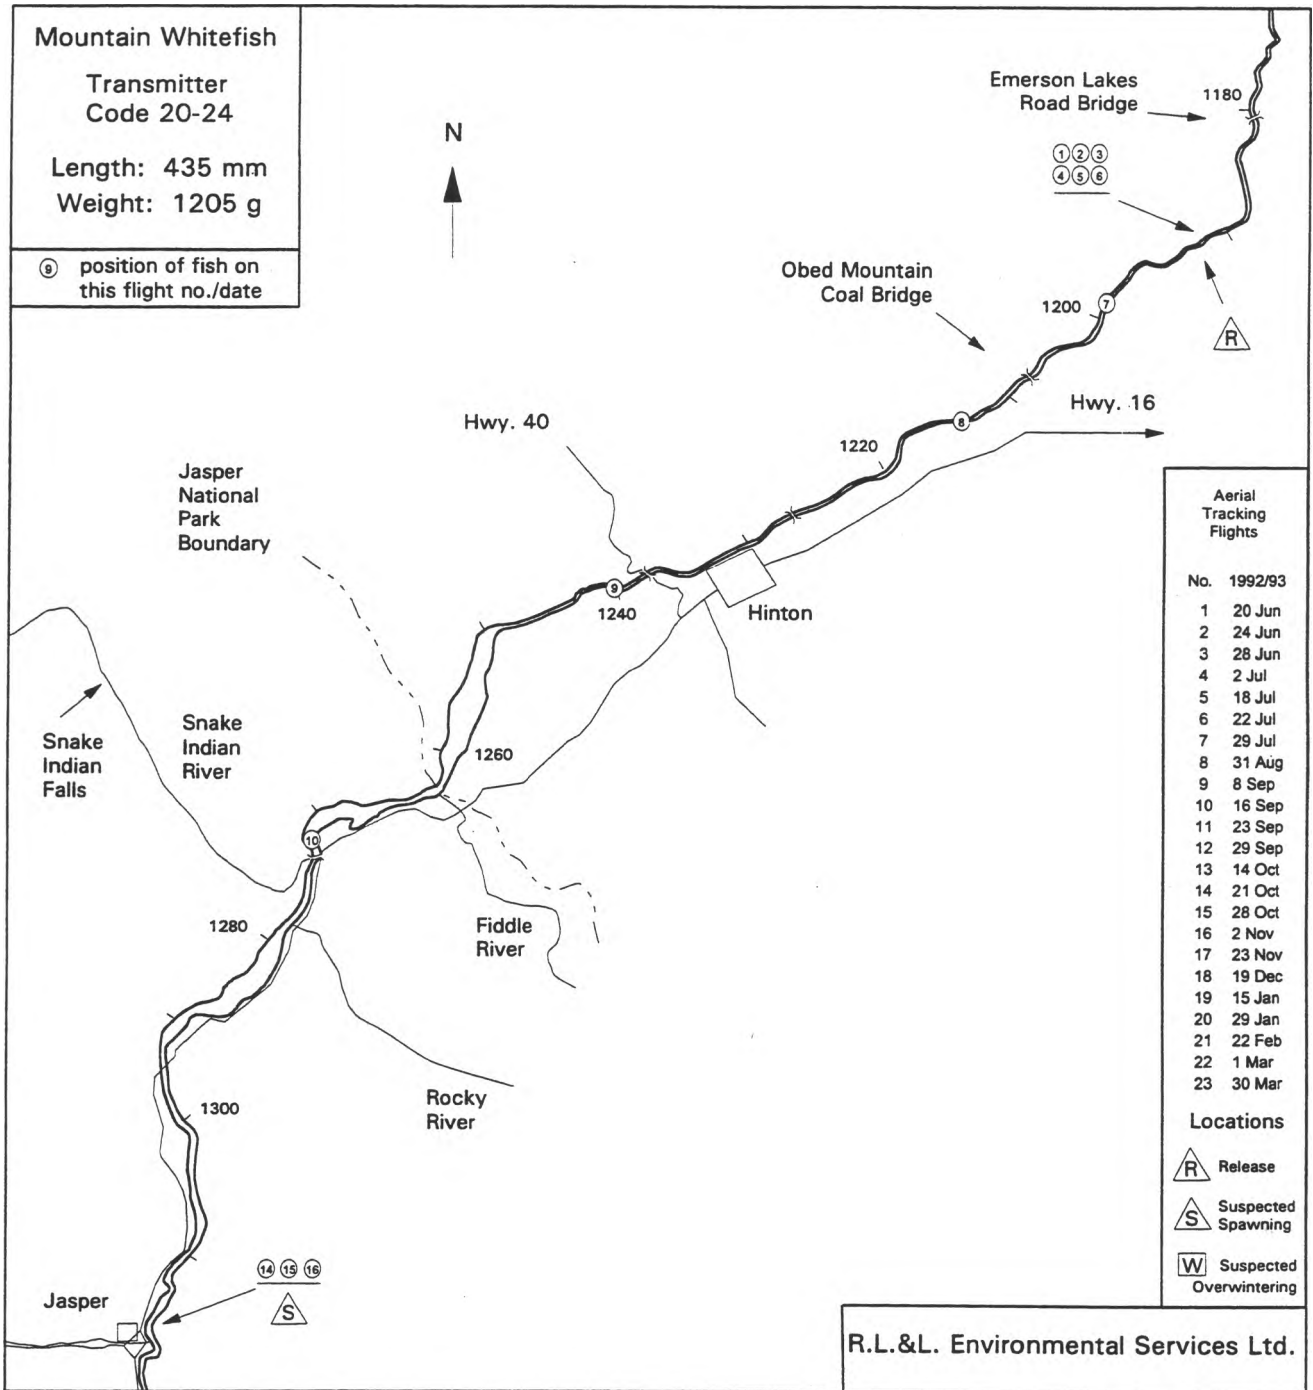 Mountain Whitefish
Transmitter
Code 20-24
Length: 435 mm
Weight: 1205 g
9 position of fish on
this flight no./date
N
Emerson Lakes
Road Bridge
1180
1 2 3
4 5 6
Obed Mountain
Coal Bridge
1200
7
R
Hwy. 40
8
Hwy. 16
1220
Jasper
National
Park
Boundary
9
1240
Hinton
Snake
Indian
Falls
Snake
Indian
River
1260
10
1280
Fiddle
River
Rocky
River
1300
14 15 16
S
Jasper
Aerial
Tracking
Flights
No. 1992/93
1 20 Jun
2 24 Jun
3 28 Jun
4 2 Jul
5 18 Jul
6 22 Jul
7 29 Jul
8 31 Aug
9 8 Sep
10 16 Sep
11 23 Sep
12 29 Sep
13 14 Oct
14 21 Oct
15 28 Oct
16 2 Nov
17 23 Nov
18 19 Dec
19 15 Jan
20 29 Jan
21 22 Feb
22 1 Mar
23 30 Mar
Locations
R Release
S Suspected
Spawning
W Suspected
Overwintering
R.L.&L. Environmental Services Ltd.